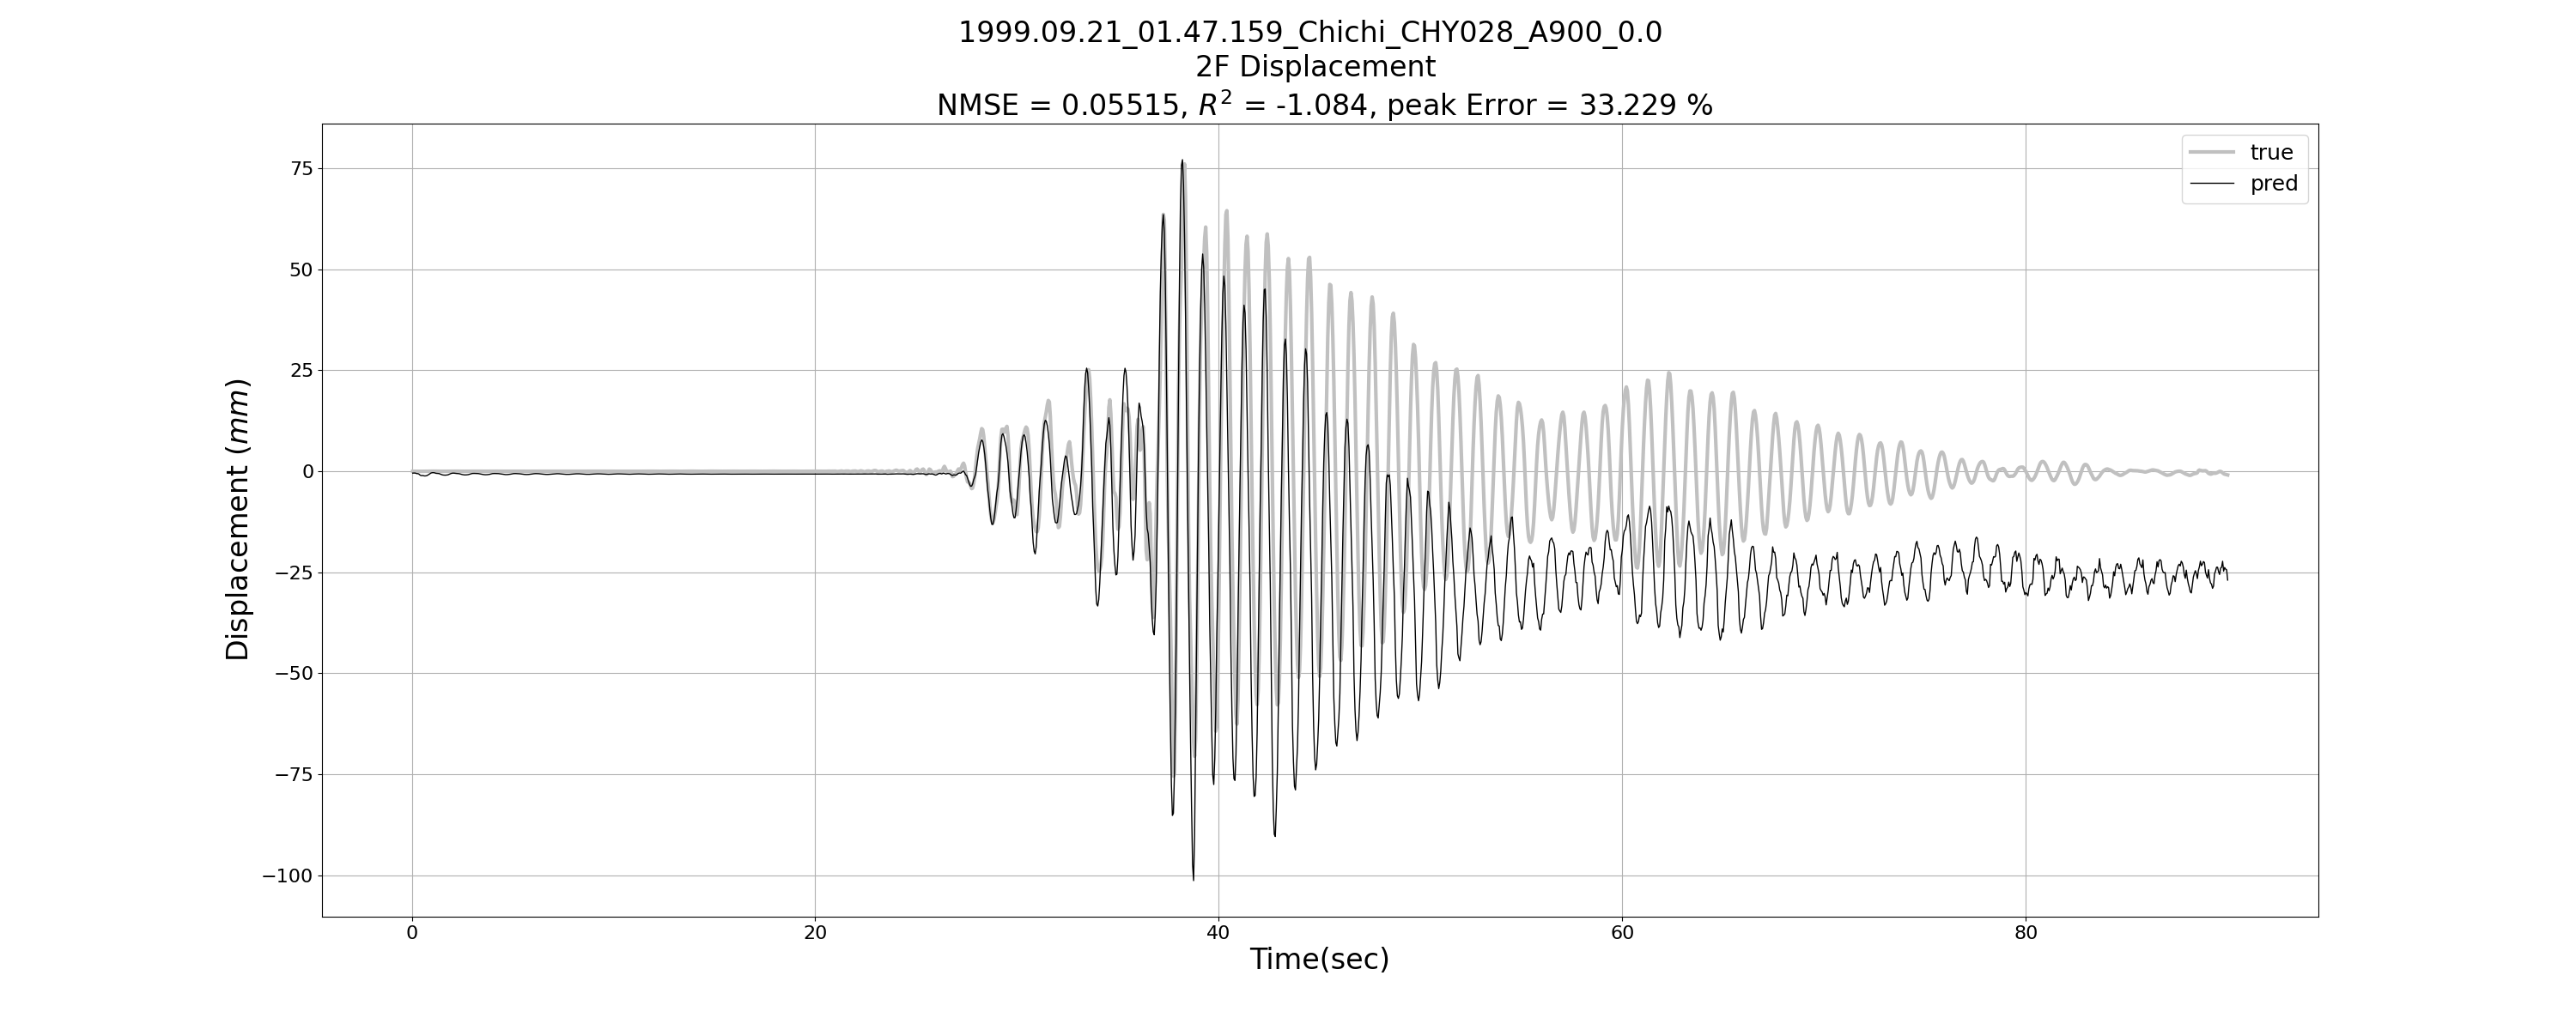 1999.09.21_01.47.159_Chichi_CHY028_A900_0.0
2F Displacement
NMSE = 0.05515, R² = -1.084, peak Error = 33.229 %
true
pred
75
50
25
0
−25
−50
−75
−100
Displacement (mm)
0 20 40 60 80
Time(sec)